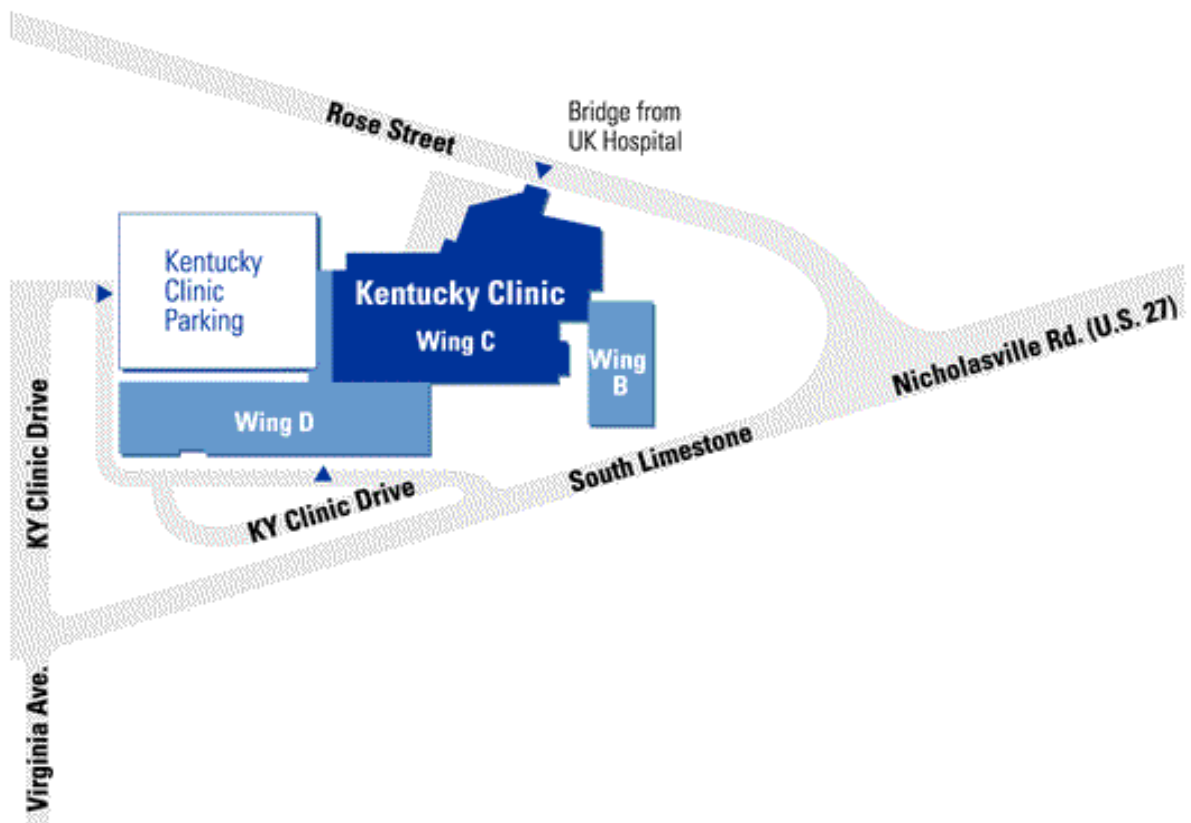 Rose Street
Bridge from
UK Hospital
Kentucky
Clinic
Parking
Kentucky Clinic
Wing C
Wing
B
Wing D
Nicholasville Rd. (U.S. 27)
South Limestone
KY Clinic Drive
KY Clinic Drive
Virginia Ave.